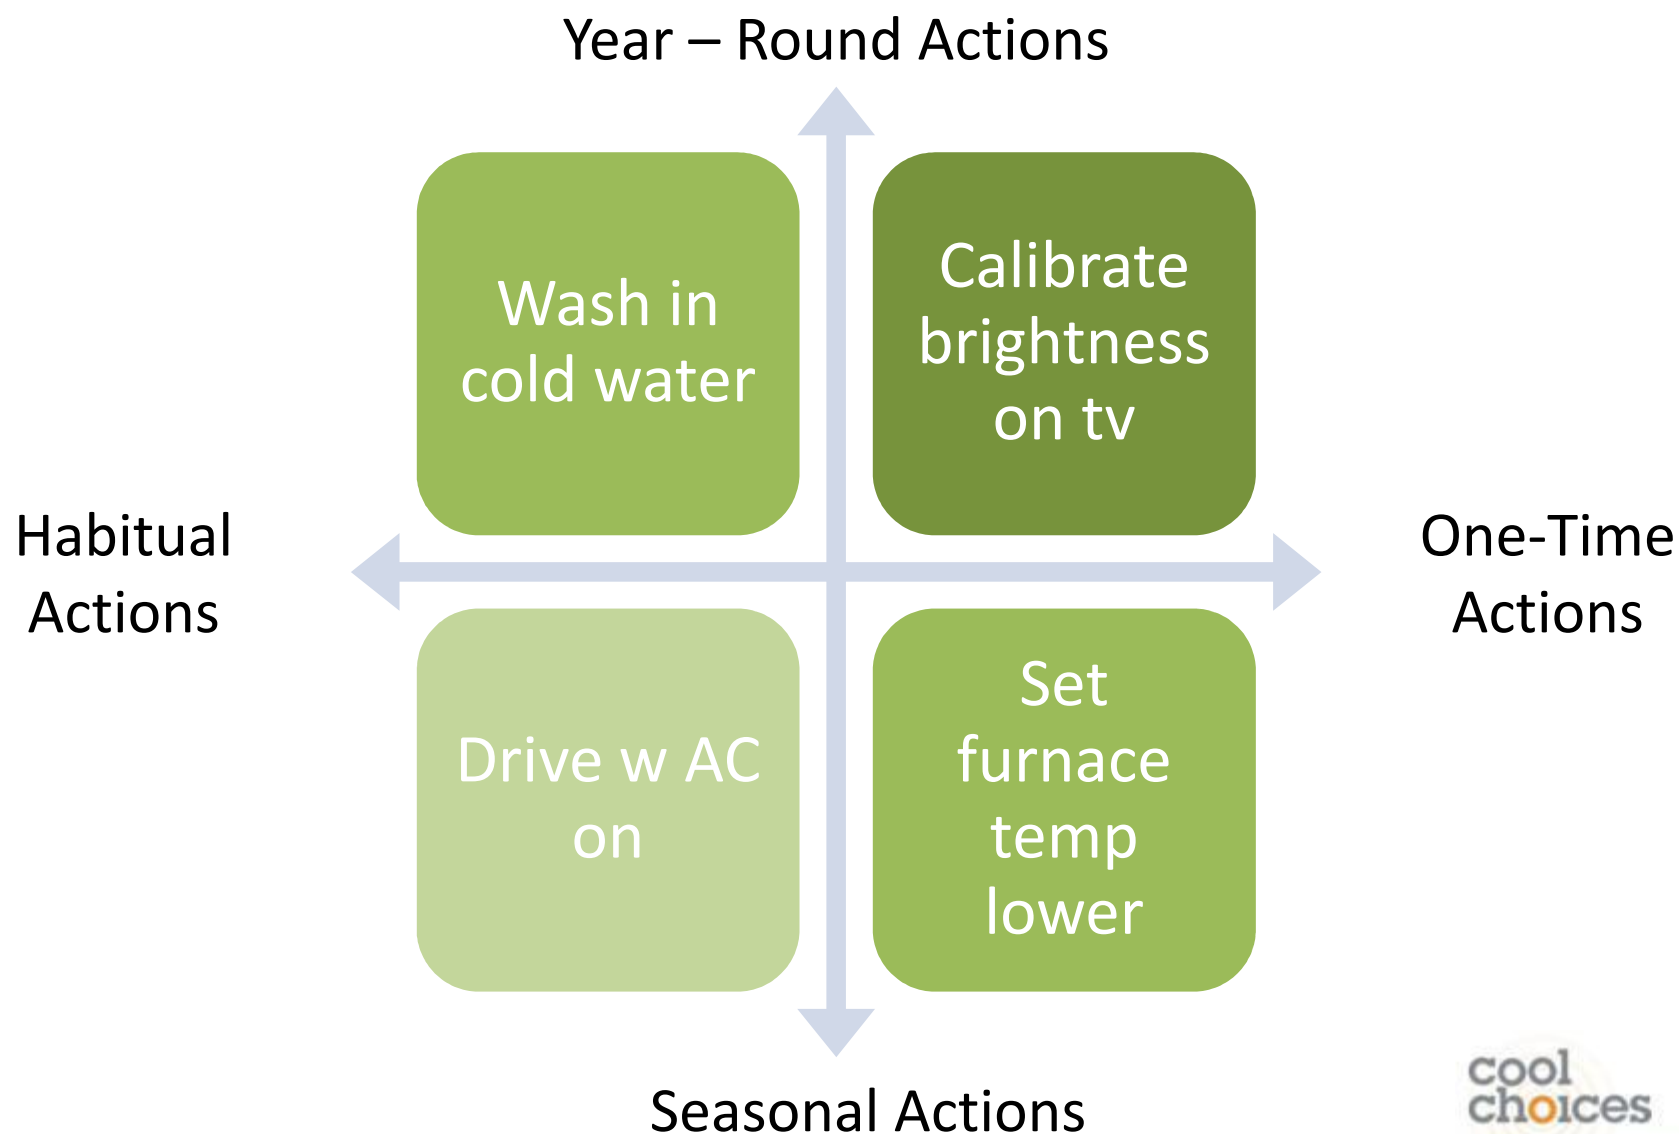 Year – Round Actions
Wash in
cold water
Calibrate
brightness
on tv
Habitual
Actions
One-Time
Actions
Drive w AC
on
Set
furnace
temp
lower
Seasonal Actions
cool
choices